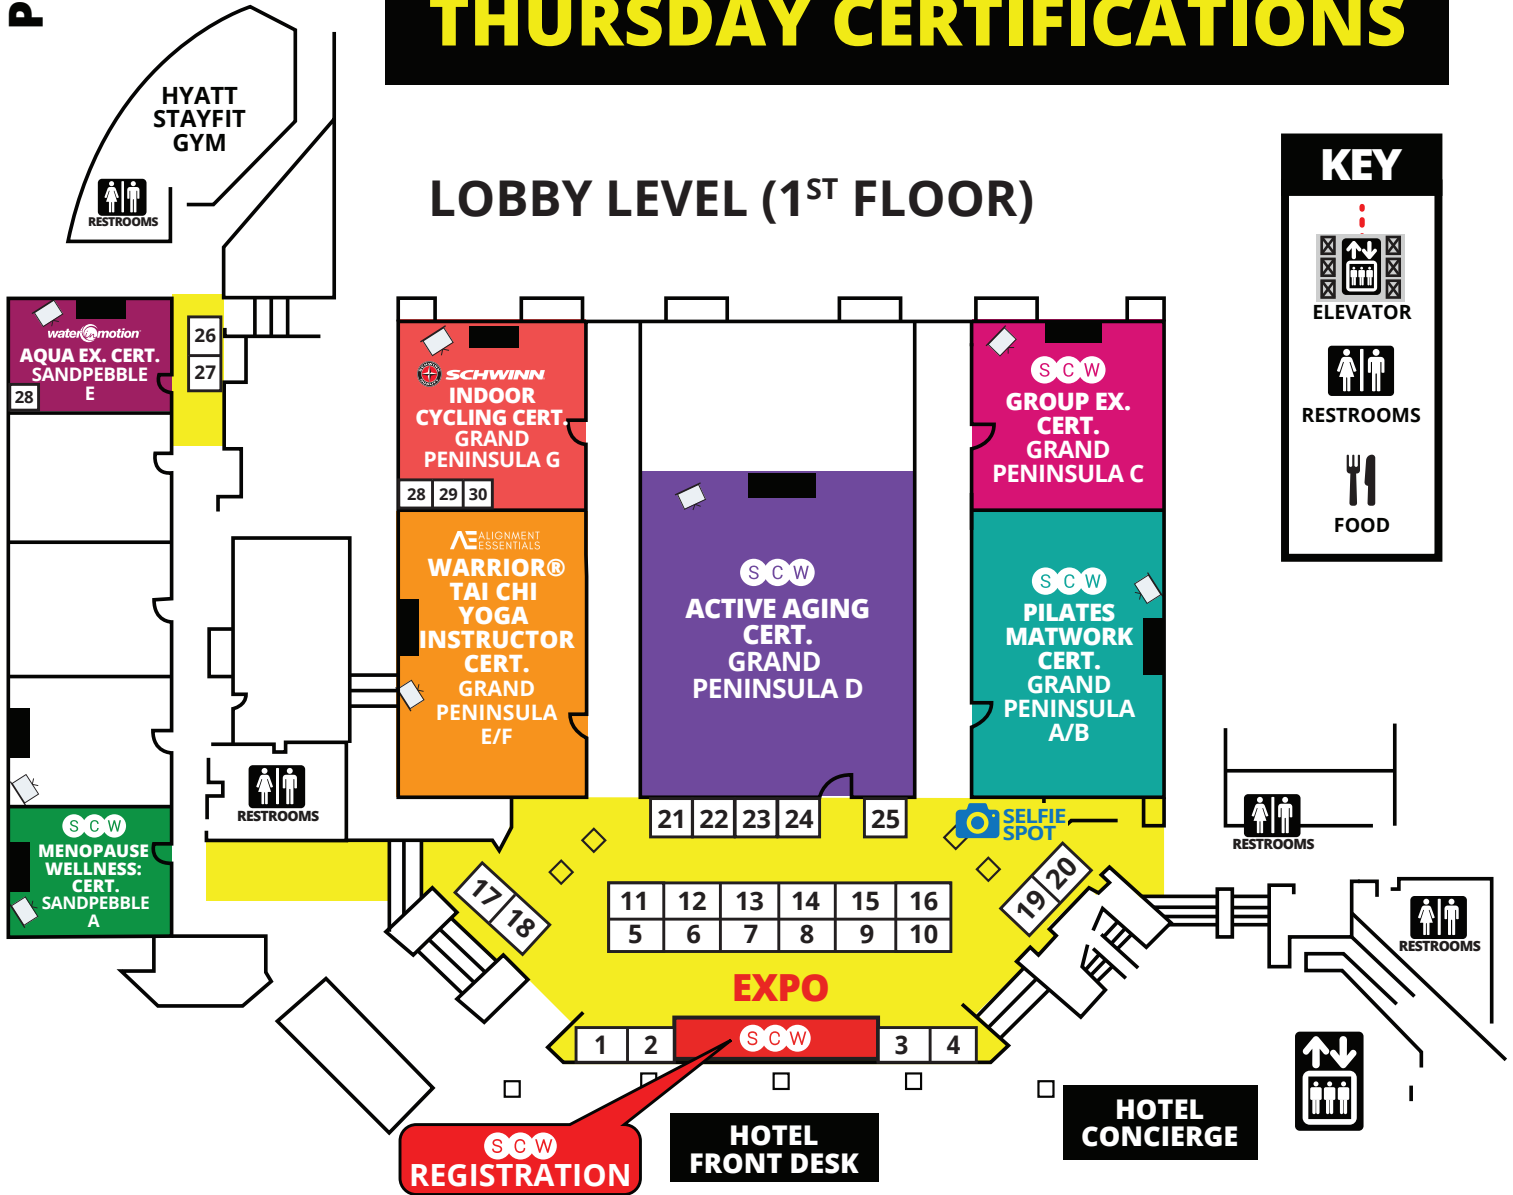 P
THURSDAY CERTIFICATIONS
LOBBY LEVEL (1ST FLOOR)
HYATT
STAYFIT
GYM
RESTROOMS
KEY
ELEVATOR
RESTROOMS
FOOD
water motion
AQUA EX. CERT.
SANDPEBBLE
E
28
26
27
SCHWINN
INDOOR
CYCLING CERT.
GRAND
PENINSULA G
28 29 30
SCW
GROUP EX.
CERT.
GRAND
PENINSULA C
AE ALIGNMENT
ESSENTIALS
WARRIOR®
TAI CHI
YOGA
INSTRUCTOR
CERT.
GRAND
PENINSULA
E/F
SCW
ACTIVE AGING
CERT.
GRAND
PENINSULA D
SCW
PILATES
MATWORK
CERT.
GRAND
PENINSULA
A/B
RESTROOMS
SCW
MENOPAUSE
WELLNESS:
CERT.
SANDPEBBLE
A
21 22 23 24 25
SELFIE
SPOT
RESTROOMS
17 18
19 20
11 12 13 14 15 16
5 6 7 8 9 10
RESTROOMS
EXPO
1 2 SCW 3 4
SCW
REGISTRATION
HOTEL
FRONT DESK
HOTEL
CONCIERGE